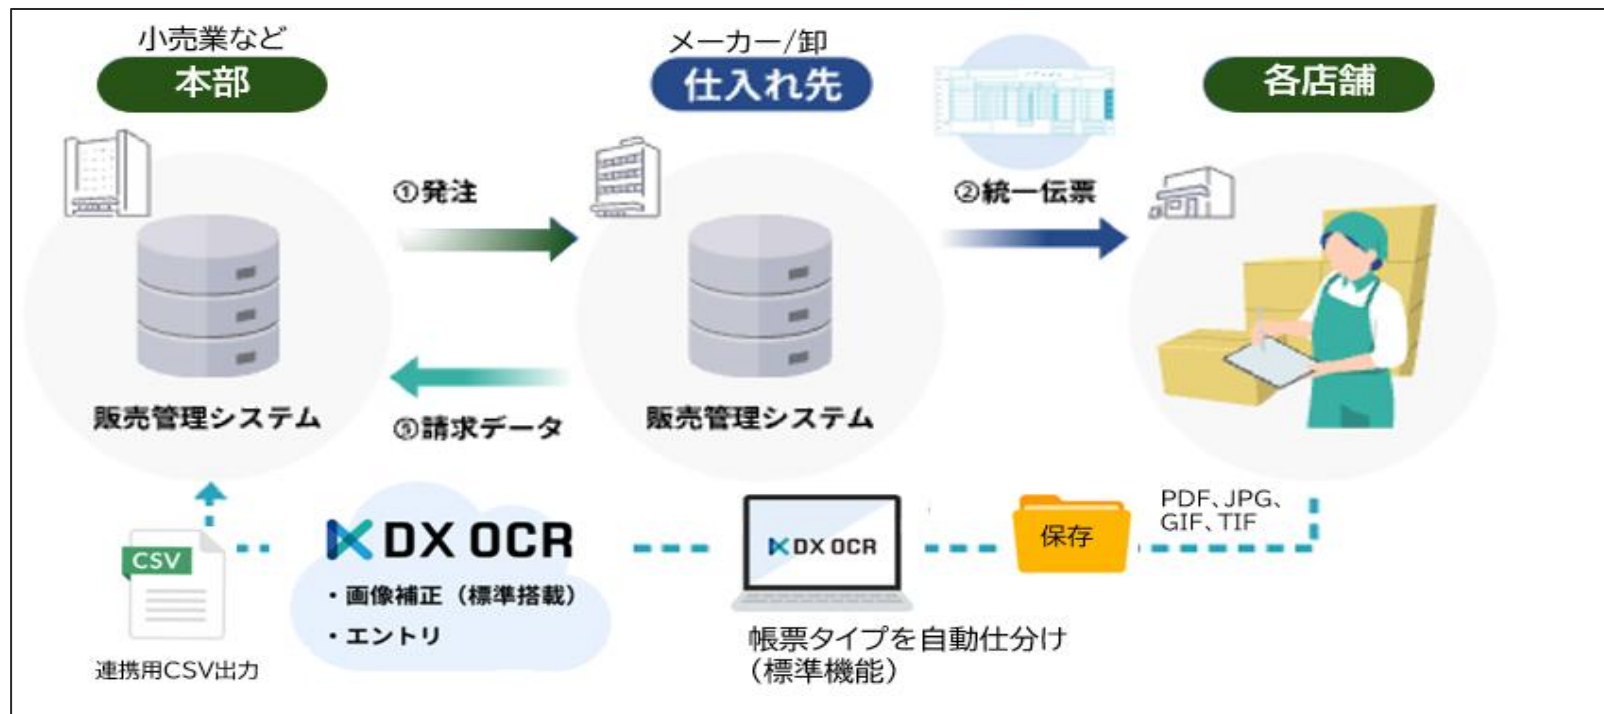 小売業など
本部
メーカー/卸
仕入れ先
各店舗
①発注
②統一伝票
販売管理システム
③請求データ
販売管理システム
CSV
連携用CSV出力
DX OCR
・画像補正（標準搭載）
・エントリ
DX OCR
帳票タイプを自動仕分け
（標準機能）
保存
PDF、JPG、
GIF、TIF